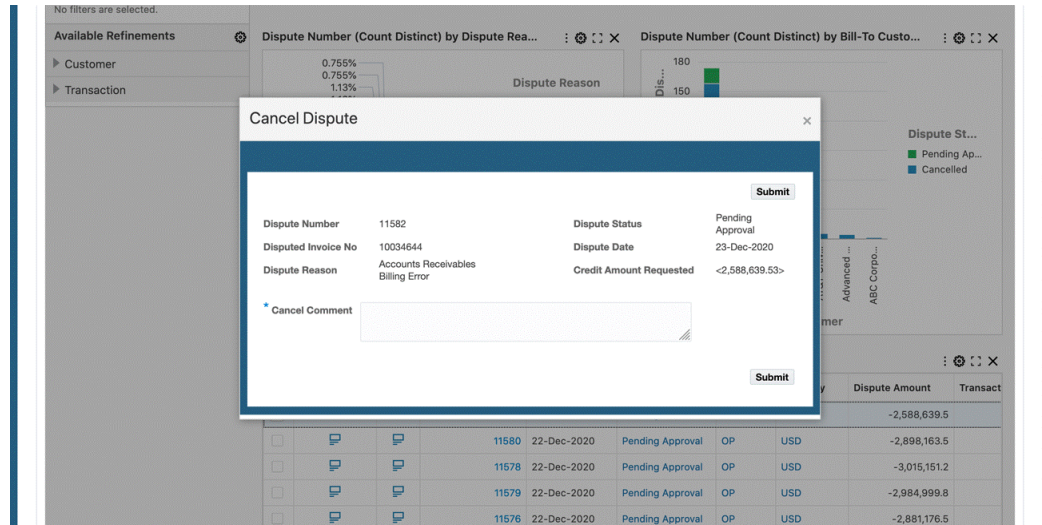 No filters are selected.
Available Refinements
Customer
Transaction
Dispute Number (Count Distinct) by Dispute Rea...
Dispute Number (Count Distinct) by Bill-To Custo...
0.755%
0.755%
1.13%
Dispute Reason
Dis...
180
150
Dispute St...
Pending Ap...
Cancelled
Advanced ...
ABC Corpo...
mer
Cancel Dispute
Submit
Dispute Number 11582 Dispute Status Pending
Approval
Disputed Invoice No 10034644 Dispute Date 23-Dec-2020
Dispute Reason Accounts Receivables
Billing Error Credit Amount Requested <2,588,639.53>
* Cancel Comment
Submit
y Dispute Amount Transact
-2,588,639.5
11580 22-Dec-2020 Pending Approval OP USD -2,898,163.5
11578 22-Dec-2020 Pending Approval OP USD -3,015,151.2
11579 22-Dec-2020 Pending Approval OP USD -2,984,999.8
11576 22-Dec-2020 Pending Approval OP USD -2,881,176.5